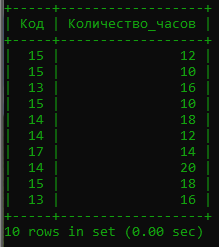 +-----+------------------+
| Код | Количество_часов |
+-----+------------------+
|  15 |               12 |
|  15 |               10 |
|  13 |               16 |
|  15 |               10 |
|  14 |               18 |
|  14 |               12 |
|  17 |               14 |
|  14 |               20 |
|  15 |               18 |
|  13 |               16 |
+-----+------------------+
10 rows in set (0.00 sec)